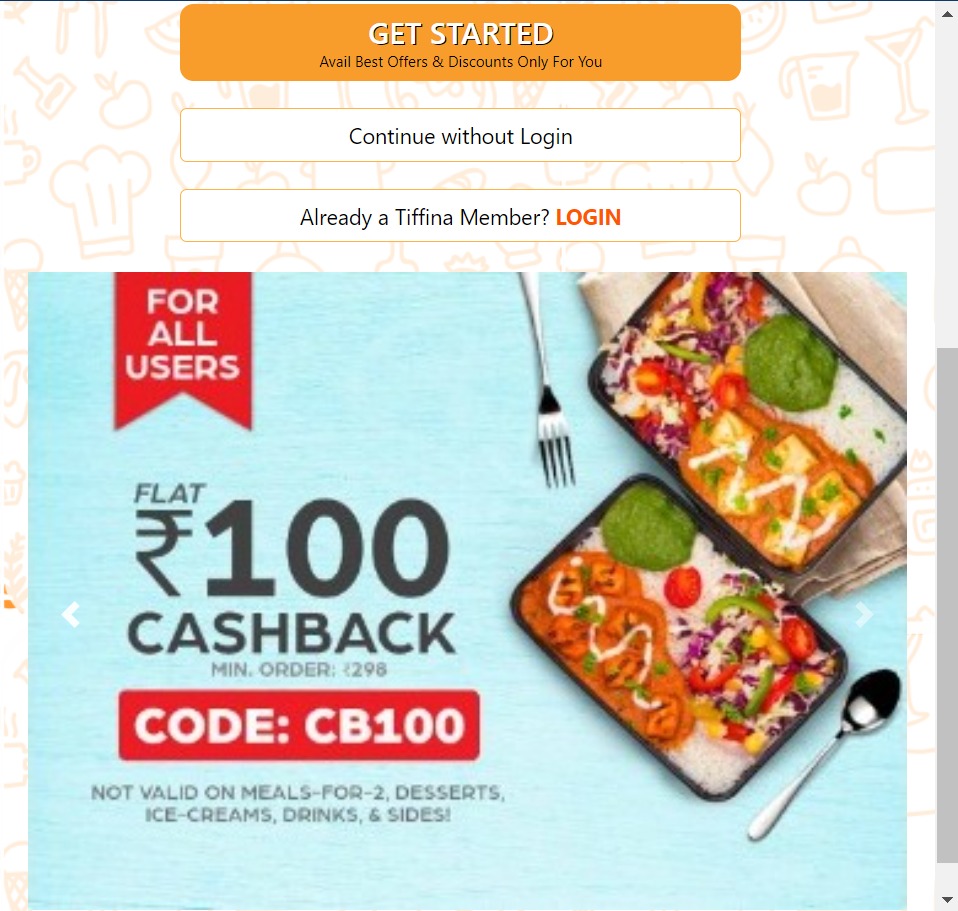 GET STARTED
Avail Best Offers & Discounts Only For You
Continue without Login
Already a Tiffina Member? LOGIN
FOR
ALL
USERS
FLAT
₹100
CASHBACK
MIN. ORDER: ₹298
CODE: CB100
NOT VALID ON MEALS-FOR-2, DESSERTS,
ICE-CREAMS, DRINKS, & SIDES!